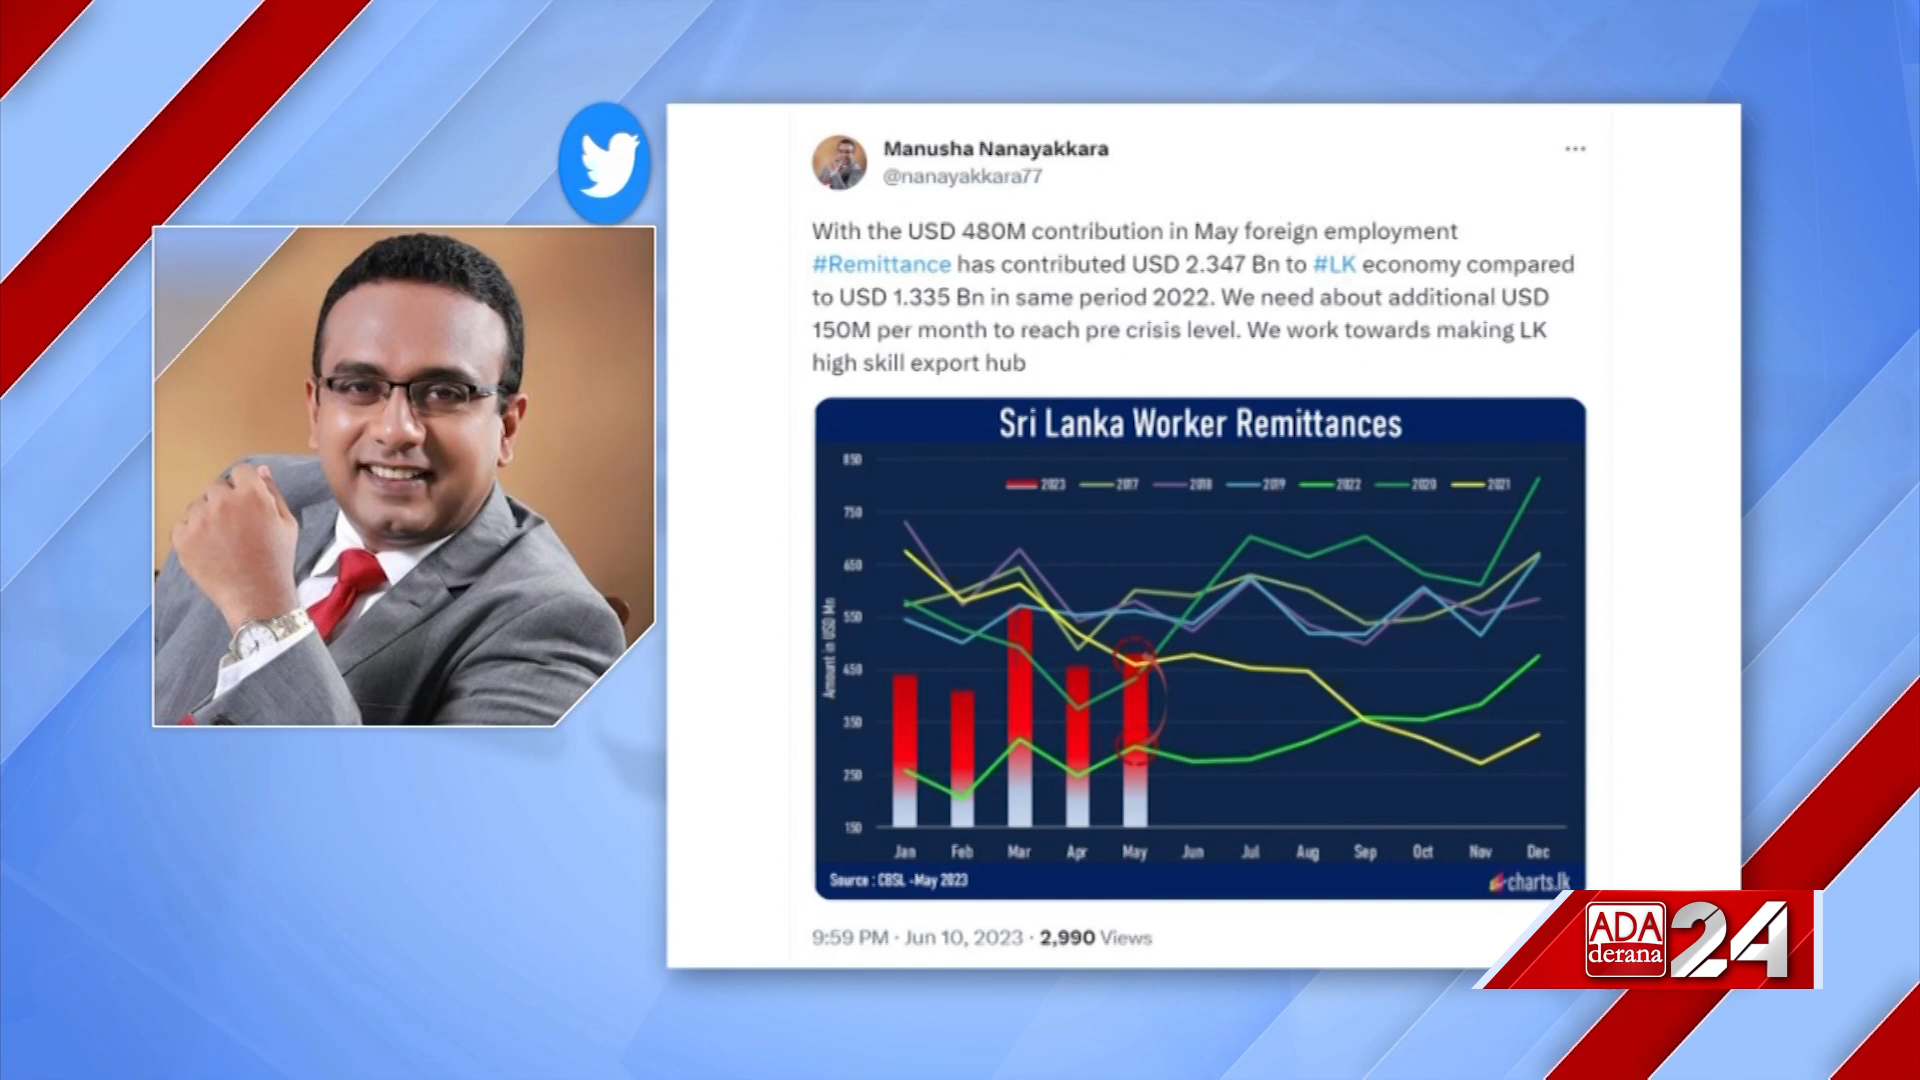 Manusha Nanayakkara
@nanayakkara77
With the USD 480M contribution in May foreign employment
#Remittance has contributed USD 2.347 Bn to #LK economy compared
to USD 1.335 Bn in same period 2022. We need about additional USD
150M per month to reach pre crisis level. We work towards making LK
high skill export hub
Sri Lanka Worker Remittances
2023 2017 2018 2019 2022 2020 2021
Amount in USD Mn
850
750
650
550
450
350
250
150
Jan Feb Mar Apr May Jun Jul Aug Sep Oct Nov Dec
Source : CBSL -May 2023
charts.lk
9:59 PM · Jun 10, 2023 · 2,990 Views
ADA
derana
24